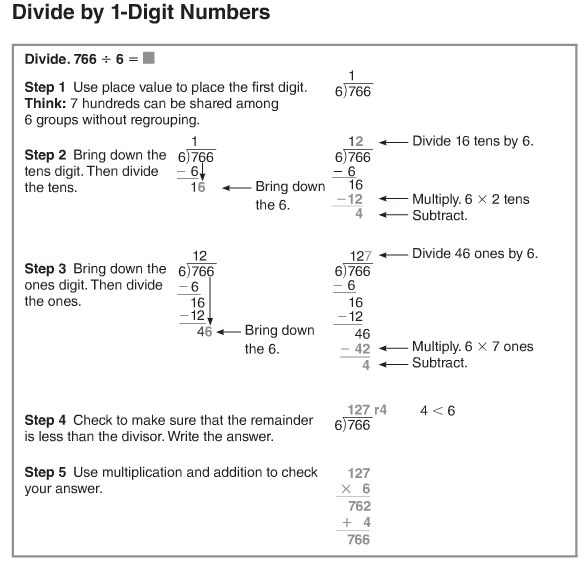 Divide by 1-Digit Numbers
Divide. 766 ÷ 6 = ■
Step 1 Use place value to place the first digit.
Think: 7 hundreds can be shared among
6 groups without regrouping.
1
6)766
Step 2 Bring down the
tens digit. Then divide
the tens.
1
6)766
− 6
16
Bring down
the 6.
12
Divide 16 tens by 6.
6)766
− 6
16
−12
Multiply. 6 × 2 tens
4
Subtract.
Step 3 Bring down the
ones digit. Then divide
the ones.
12
6)766
−6
16
−12
46
Bring down
the 6.
127
Divide 46 ones by 6.
6)766
− 6
16
−12
46
− 42
Multiply. 6 × 7 ones
4
Subtract.
Step 4 Check to make sure that the remainder
is less than the divisor. Write the answer.
127 r4
6)766
4 < 6
Step 5 Use multiplication and addition to check
your answer.
127
× 6
762
+ 4
766